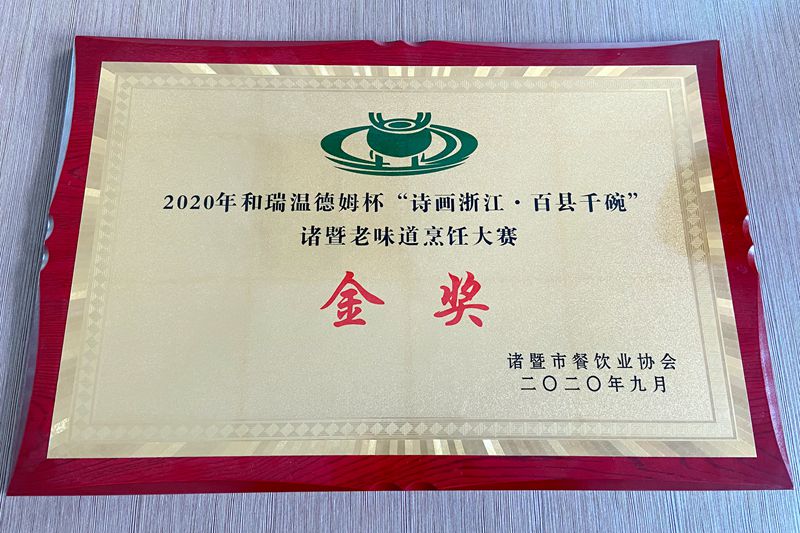 2020年和瑞温德姆杯“诗画浙江·百县千碗”
诸暨老味道烹饪大赛
金 奖
诸暨市餐饮业协会
二〇二〇年九月